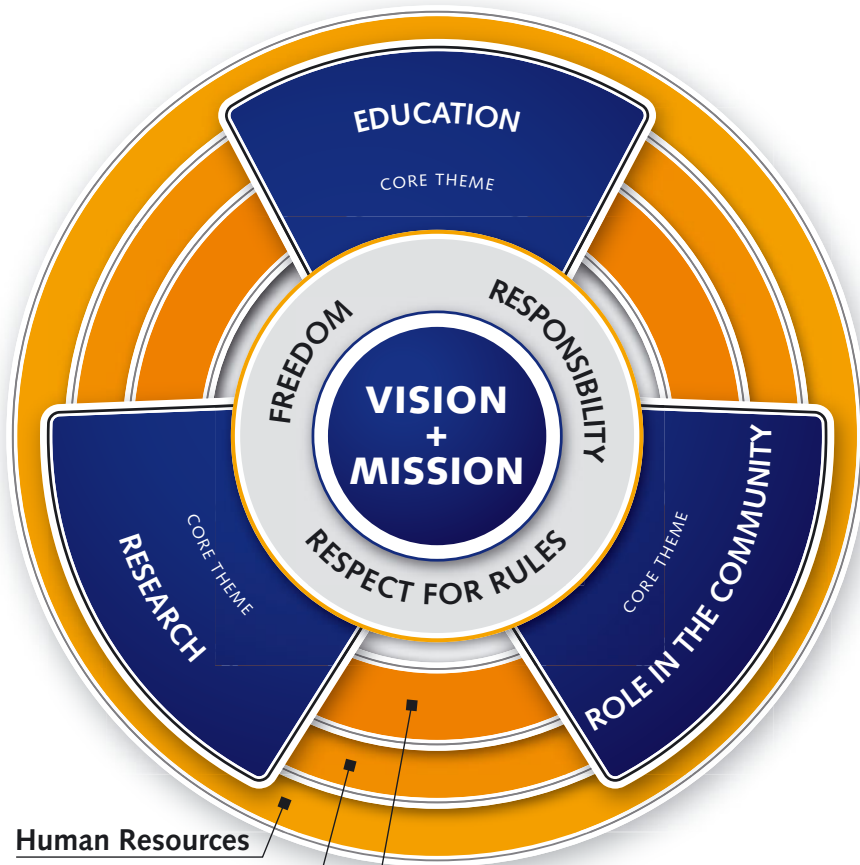 EDUCATION
CORE THEME
FREEDOM
RESPONSIBILITY
VISION
+
MISSION
RESPECT FOR RULES
CORE THEME
RESEARCH
CORE THEME
ROLE IN THE COMMUNITY
Human Resources